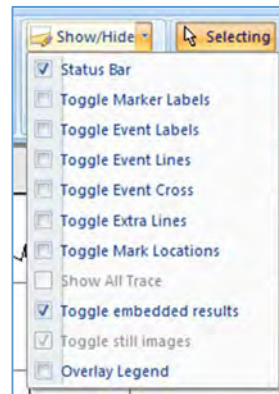 Show/Hide
Selecting
Status Bar
Toggle Marker Labels
Toggle Event Labels
Toggle Event Lines
Toggle Event Cross
Toggle Extra Lines
Toggle Mark Locations
Show All Trace
Toggle embedded results
Toggle still images
Overlay Legend